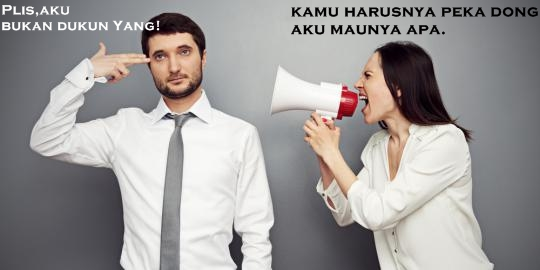 Plis,aku
bukan dukun Yang!
KAMU HARUSNYA PEKA DONG
AKU MAUNYA APA.